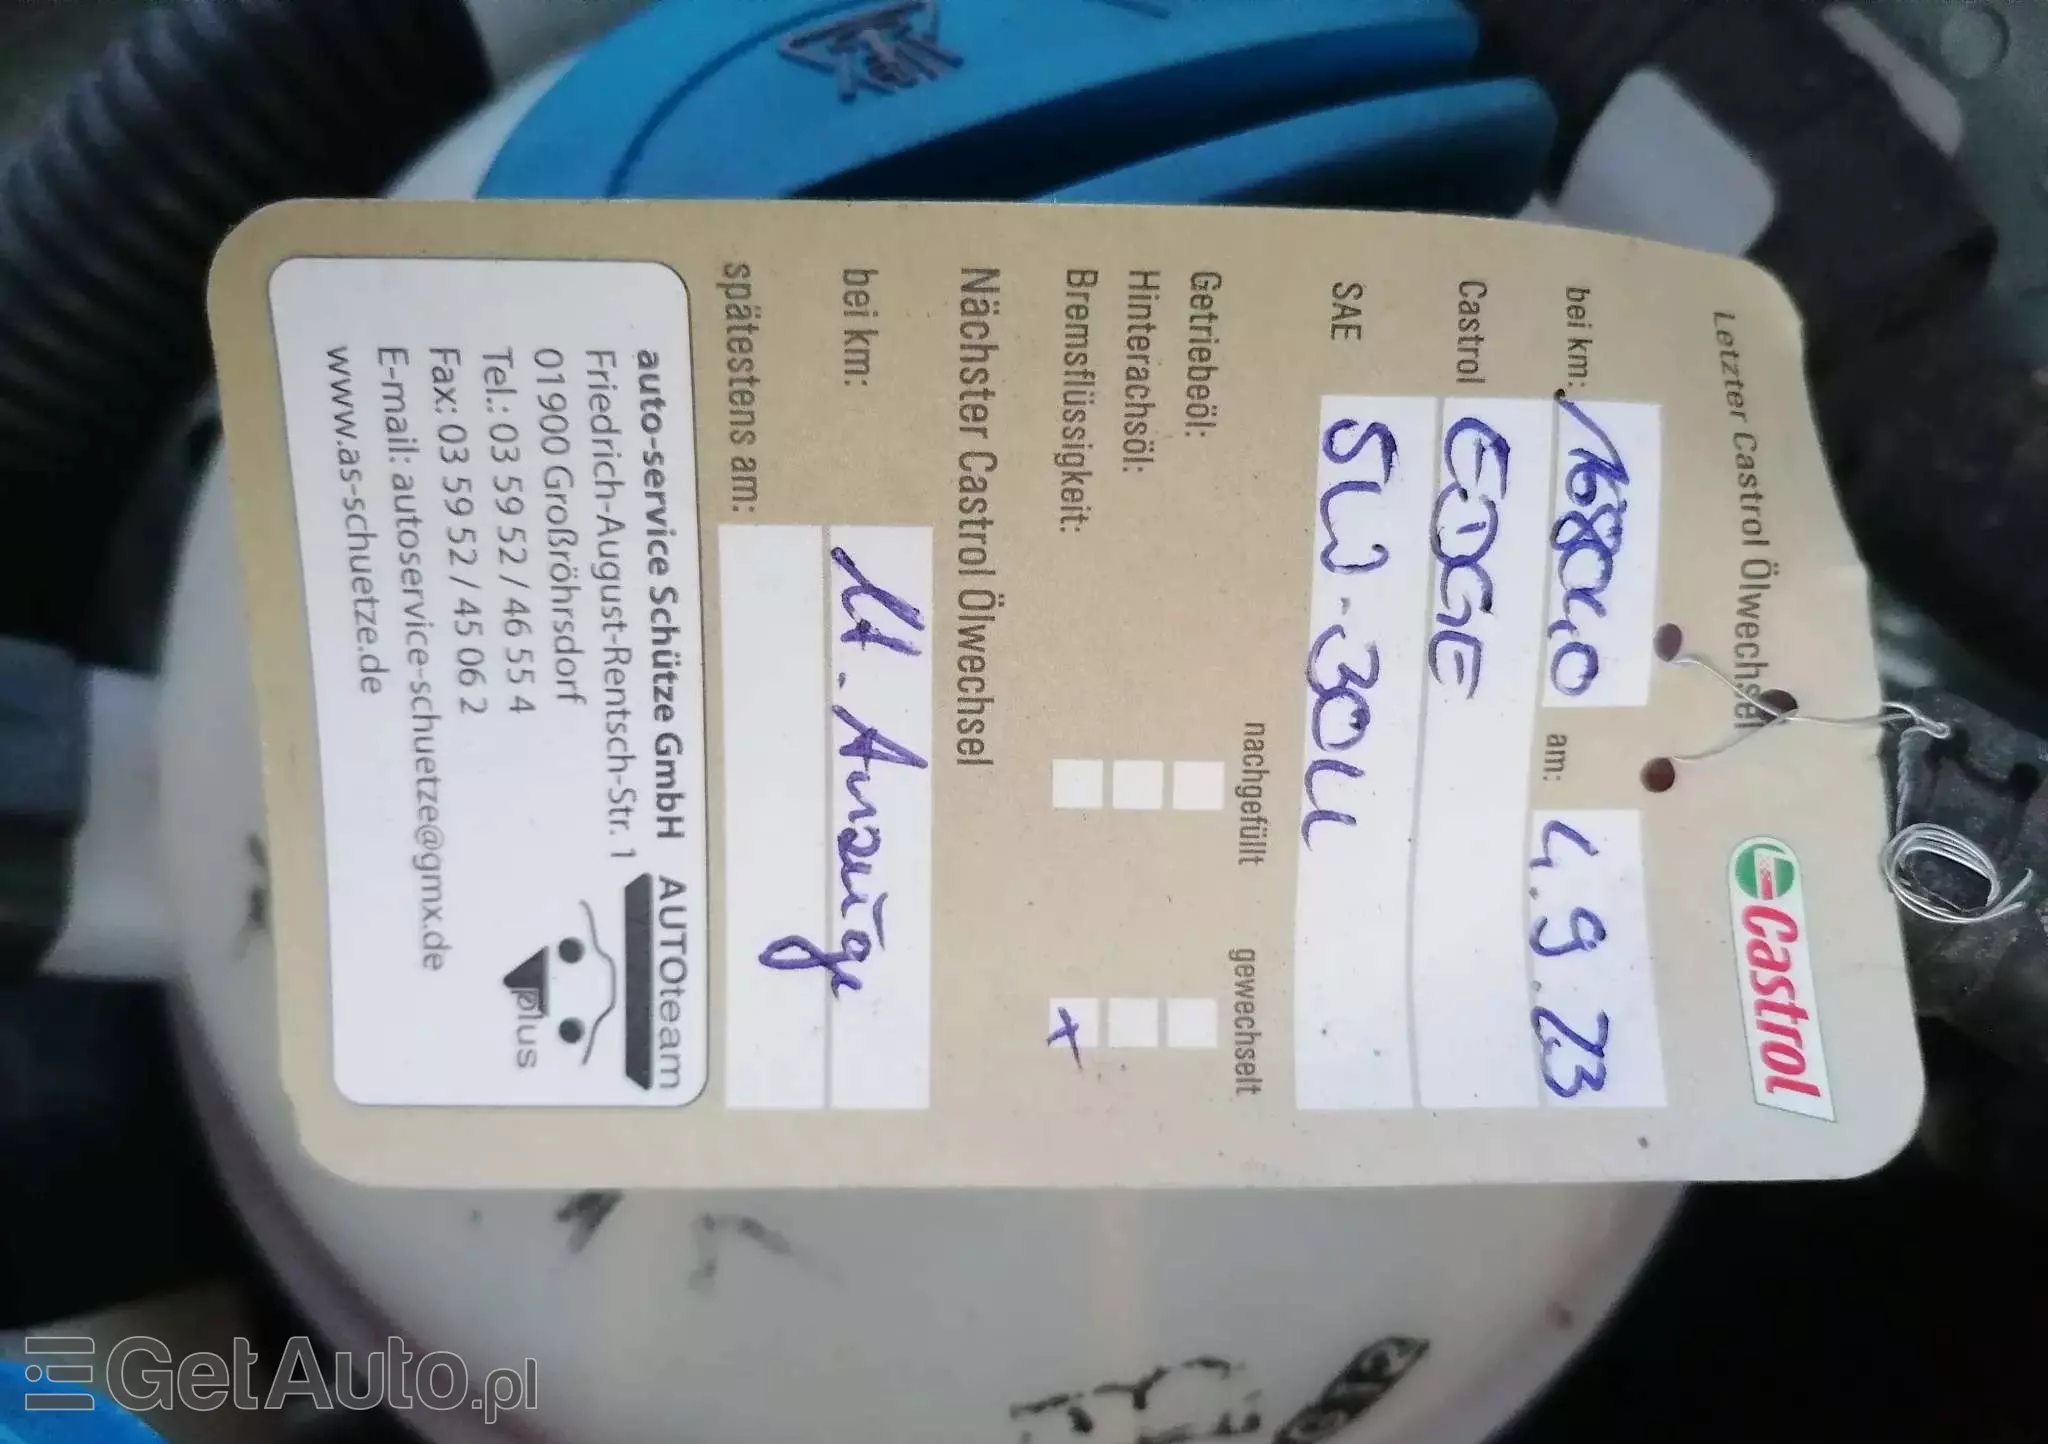 Letzter Castrol Ölwechsel
Castrol
bei km: 168040 am: 4.9.23
Castrol EDGE
SAE 5W-30LL
nachgefüllt gewechselt
Getriebeöl:
Hinterachsöl:
Bremsflüssigkeit: x
Nächster Castrol Ölwechsel
bei km: lt. Anzeige
spätestens am:
auto-service Schütze GmbH
Friedrich-August-Rentsch-Str. 1
01900 Großröhrsdorf
Tel.: 03 59 52 / 46 55 4
Fax: 03 59 52 / 45 06 2
E-mail: autoservice-schuetze@gmx.de
www.as-schuetze.de
AUTOteam
plus
GetAuto.pl